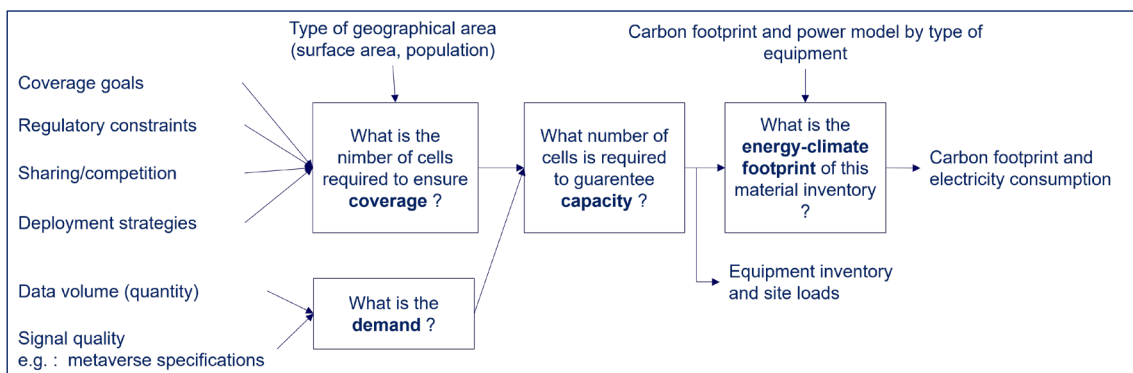 Type of geographical area
(surface area, population)
Carbon footprint and power model by type of
equipment
Coverage goals
Regulatory constraints
Sharing/competition
Deployment strategies
What is the
nimber of cells
required to ensure
coverage ?
What number of
cells is required
to guarentee
capacity ?
What is the
energy-climate
footprint of this
material inventory
?
Carbon footprint and
electricity consumption
Data volume (quantity)
Signal quality
e.g. : metaverse specifications
What is the
demand ?
Equipment inventory
and site loads